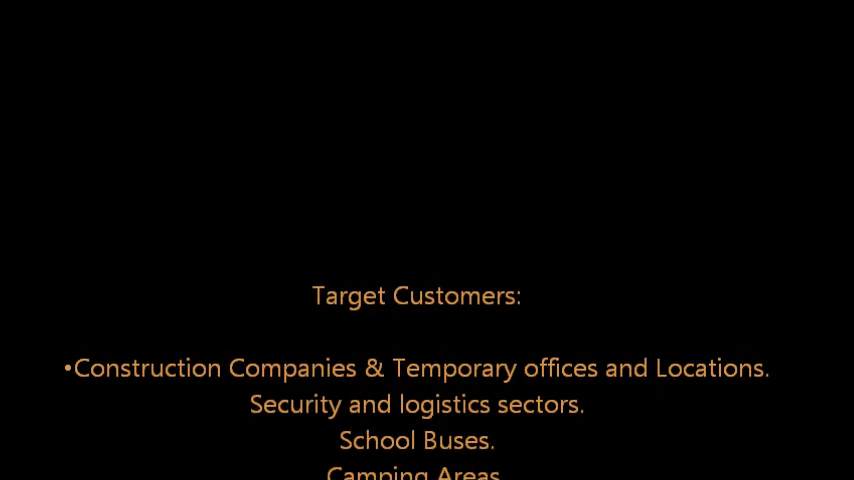 Target Customers:
•Construction Companies & Temporary offices and Locations.
Security and logistics sectors.
School Buses.
Camping Areas